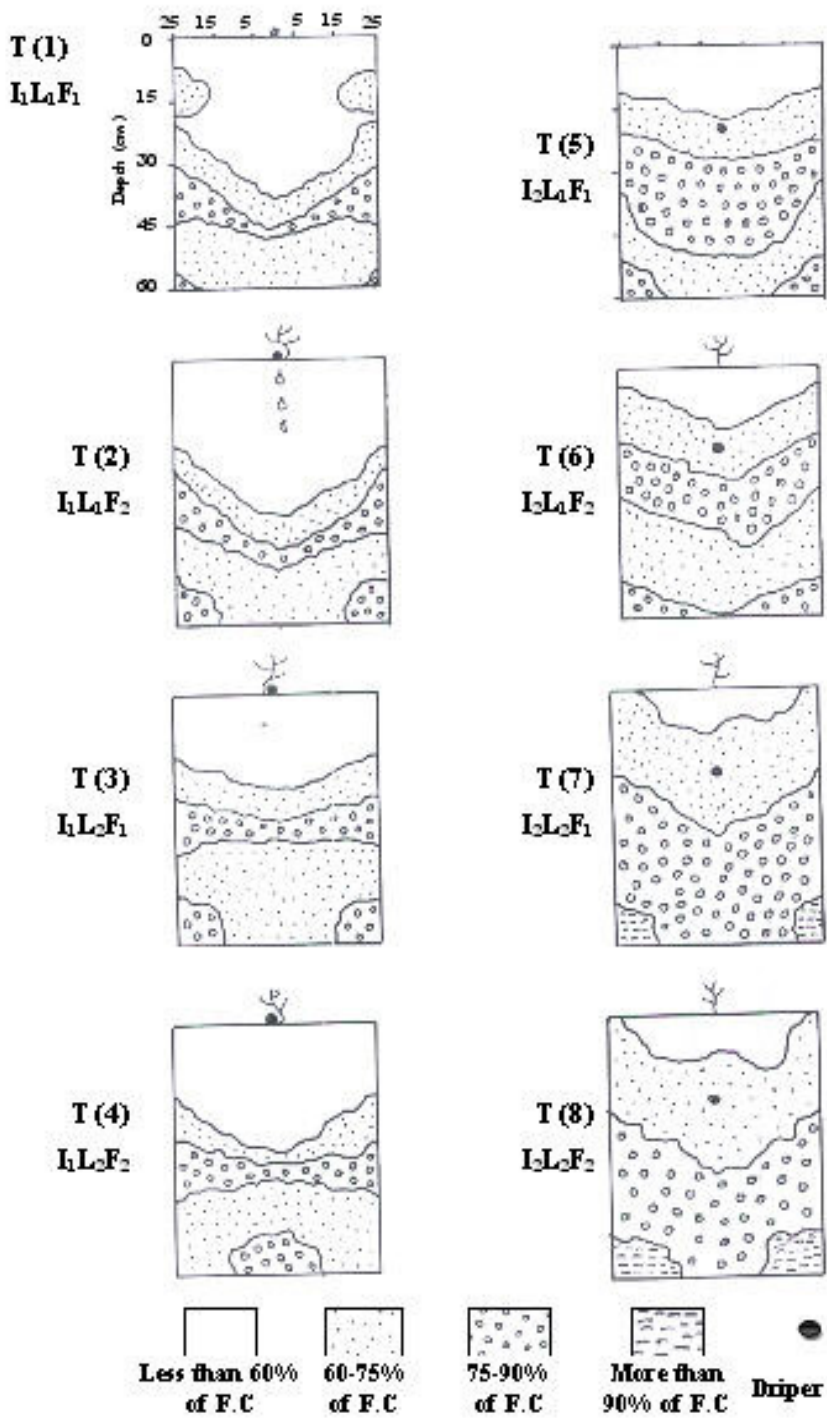 25 15 5 5 15 25
T (1)
I₁L₁F₁
Depth (cm)
0
15
30
45
60
T (5)
I₂L₁F₁
T (2)
I₁L₁F₂
T (6)
I₂L₁F₂
T (3)
I₁L₂F₁
T (7)
I₂L₂F₁
T (4)
I₁L₂F₂
T (8)
I₂L₂F₂
Less than 60%
of F.C
60-75%
of F.C
75-90%
of F.C
More than
90% of F.C
Driper